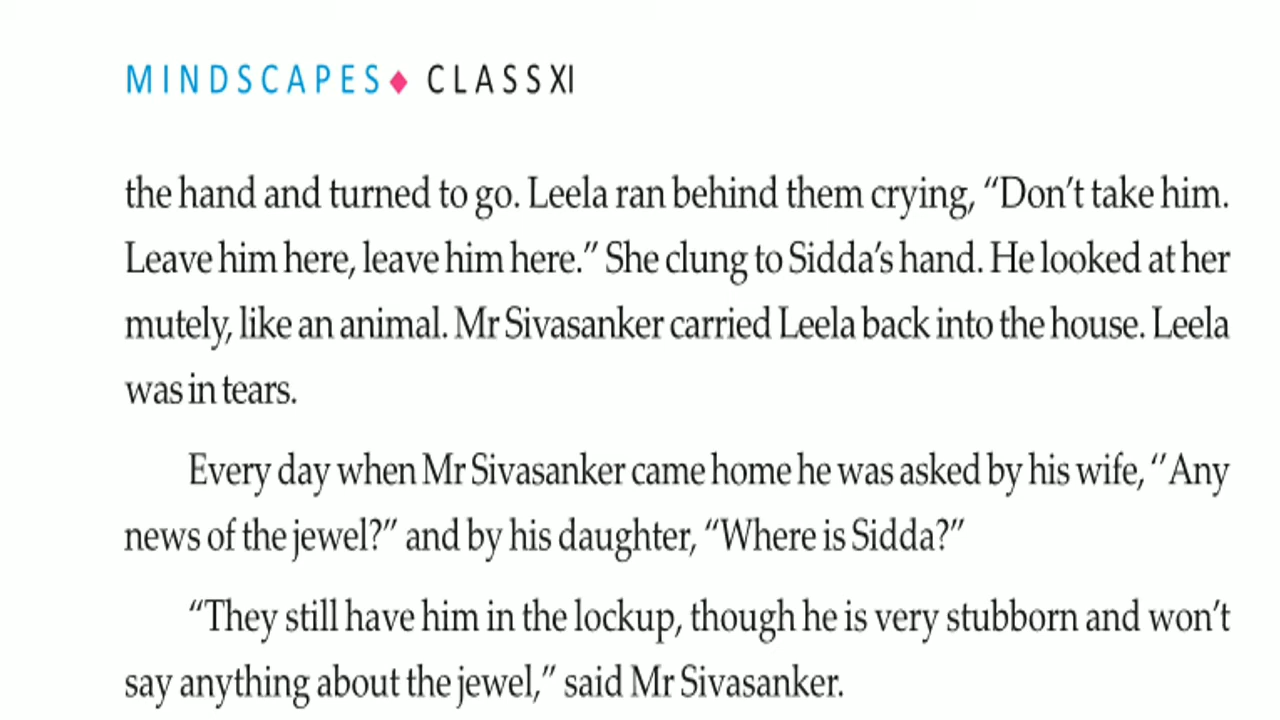 MINDSCAPES♦ CLASS XI
the hand and turned to go. Leela ran behind them crying, “Don’t take him.
Leave him here, leave him here.” She clung to Sidda’s hand. He looked at her
mutely, like an animal. Mr Sivasanker carried Leela back into the house. Leela
was in tears.
Every day when Mr Sivasanker came home he was asked by his wife, ‘’Any
news of the jewel?” and by his daughter, “Where is Sidda?”
“They still have him in the lockup, though he is very stubborn and won’t
say anything about the jewel,” said Mr Sivasanker.